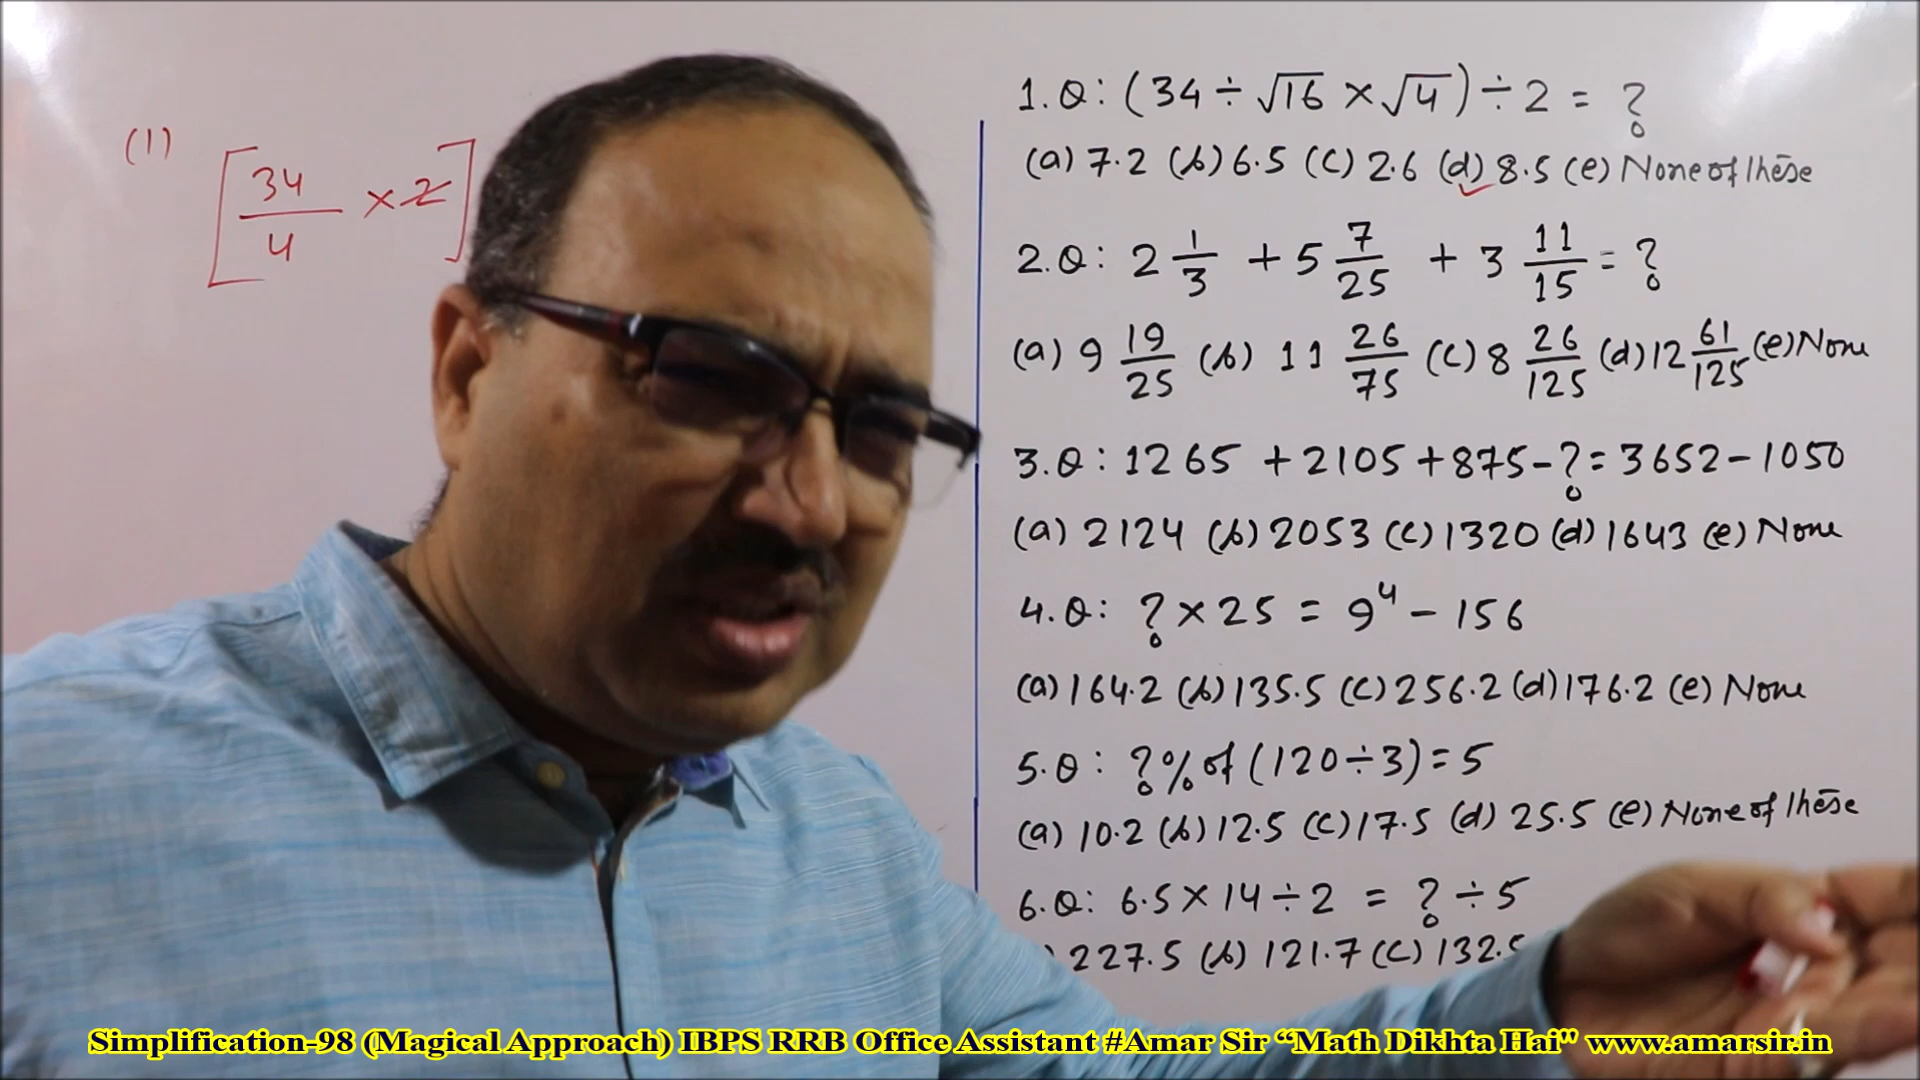 (1) [34/4 × 2]
1.Q: (34 ÷ √16 × √4) ÷ 2 = ?
(a) 7.2 (b) 6.5 (c) 2.6 (d) 8.5 (e) None of these
2.Q: 2 1/3 + 5 7/25 + 3 11/15 = ?
(a) 9 19/25 (b) 11 26/75 (c) 8 26/125 (d) 12 61/125 (e) None
3.Q: 1265 + 2105 + 875 - ? = 3652 - 1050
(a) 2124 (b) 2053 (c) 1320 (d) 1643 (e) None
4.Q: ? × 25 = 9⁴ - 156
(a) 164.2 (b) 135.5 (c) 256.2 (d) 176.2 (e) None
5.Q: ?% of (120 ÷ 3) = 5
(a) 10.2 (b) 12.5 (c) 17.5 (d) 25.5 (e) None of these
6.Q: 6.5 × 14 ÷ 2 = ? ÷ 5
) 227.5 (b) 121.7 (c) 132.5
Simplification-98 (Magical Approach) IBPS RRB Office Assistant #Amar Sir “Math Dikhta Hai" www.amarsir.in